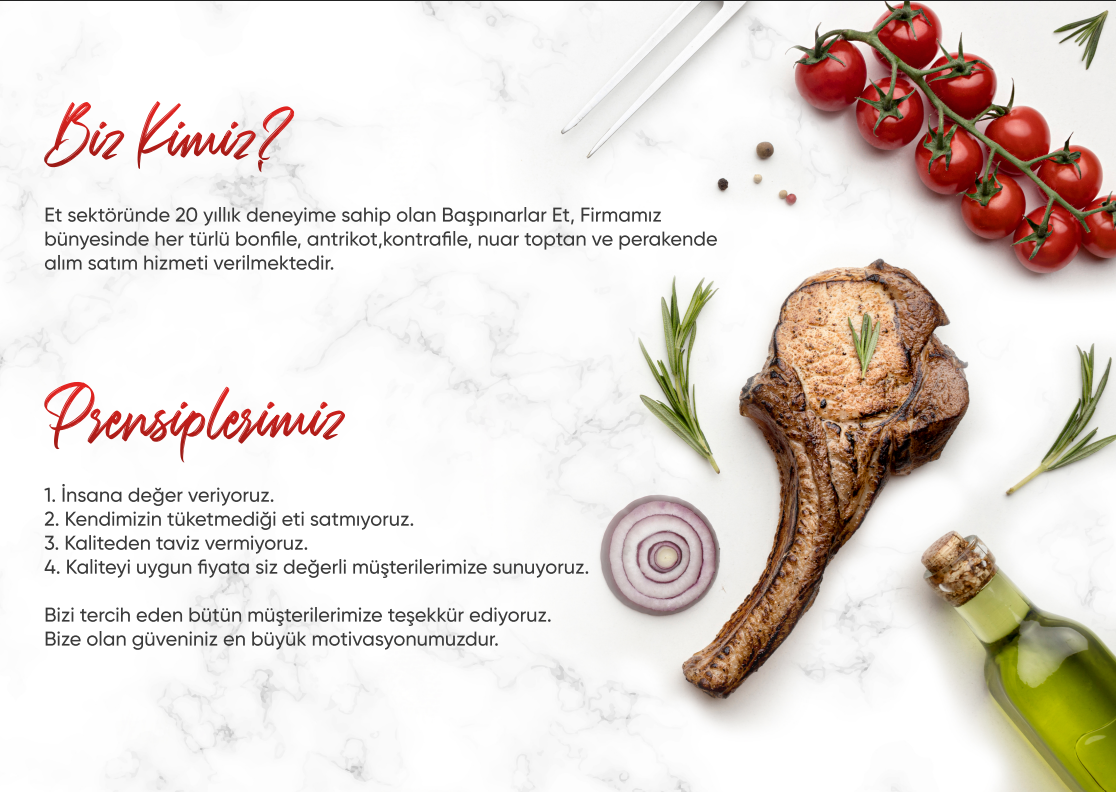 Biz Kimiz?
Et sektöründe 20 yıllık deneyime sahip olan Başpınarlar Et, Firmamız
bünyesinde her türlü bonfile, antrikot,kontrafile, nuar toptan ve perakende
alım satım hizmeti verilmektedir.
Prensiplerimiz
1. İnsana değer veriyoruz.
2. Kendimizin tüketmediği eti satmıyoruz.
3. Kaliteden taviz vermiyoruz.
4. Kaliteyi uygun fiyata siz değerli müşterilerimize sunuyoruz.
Bizi tercih eden bütün müşterilerimize teşekkür ediyoruz.
Bize olan güveniniz en büyük motivasyonumuzdur.